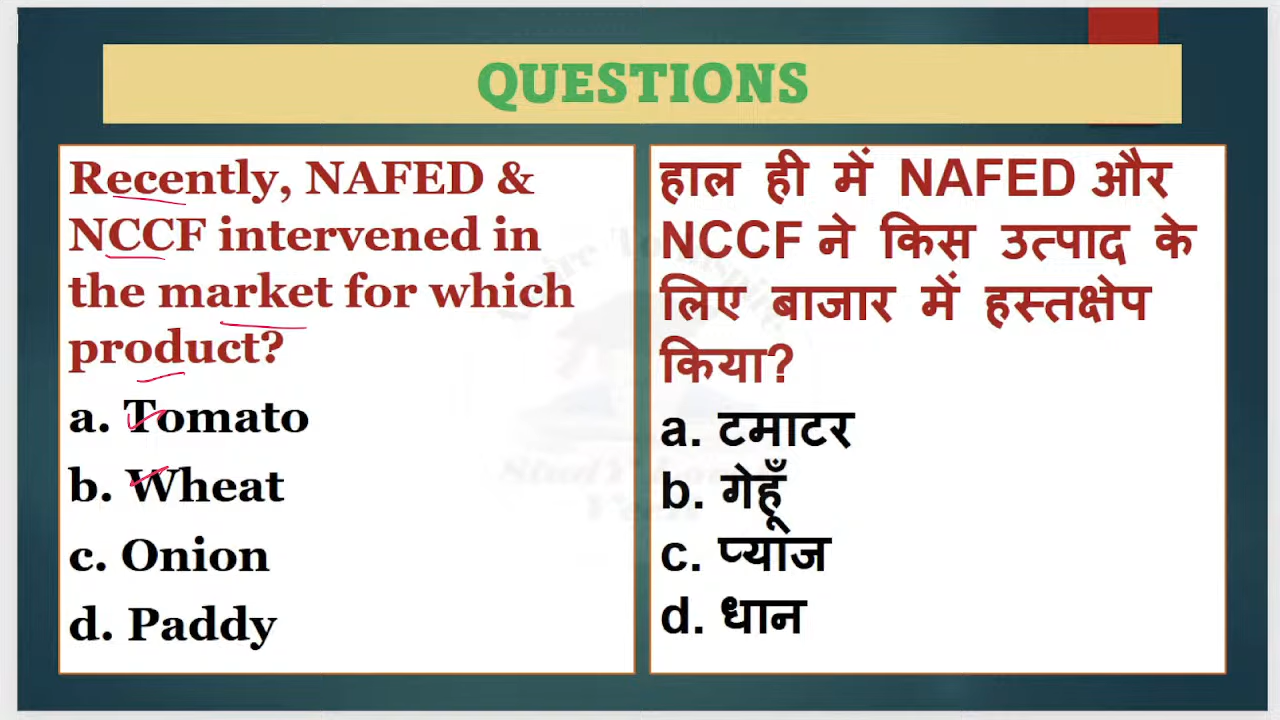 QUESTIONS
Recently, NAFED &
NCCF intervened in
the market for which
product?
a. Tomato
b. Wheat
c. Onion
d. Paddy
हाल ही में NAFED और
NCCF ने किस उत्पाद के
लिए बाजार में हस्तक्षेप
किया?
a. टमाटर
b. गेहूँ
c. प्याज
d. धान